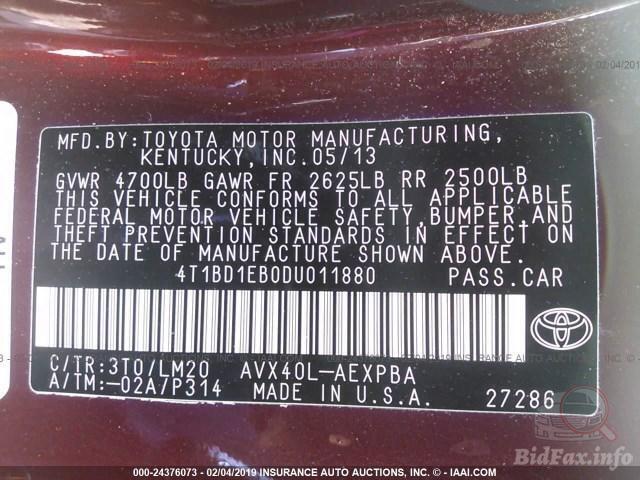 MFD.BY:TOYOTA MOTOR MANUFACTURING,
KENTUCKY,INC.05/13
GVWR 4700LB GAWR FR 2625LB RR 2500LB
THIS VEHICLE CONFORMS TO ALL APPLICABLE
FEDERAL MOTOR VEHICLE SAFETY,BUMPER,AND
THEFT PREVENTION STANDARDS IN EFFECT ON
THE DATE OF MANUFACTURE SHOWN ABOVE.
4T1BD1EB0DU011880 PASS.CAR
C/TR:3T0/LM20 AVX40L-AEXPBA
A/TM:-02A/P314 MADE IN U.S.A. 27286
000-24376073 - 02/04/2019 INSURANCE AUTO AUCTIONS, INC. - © IAAI.COM
BidFax.info